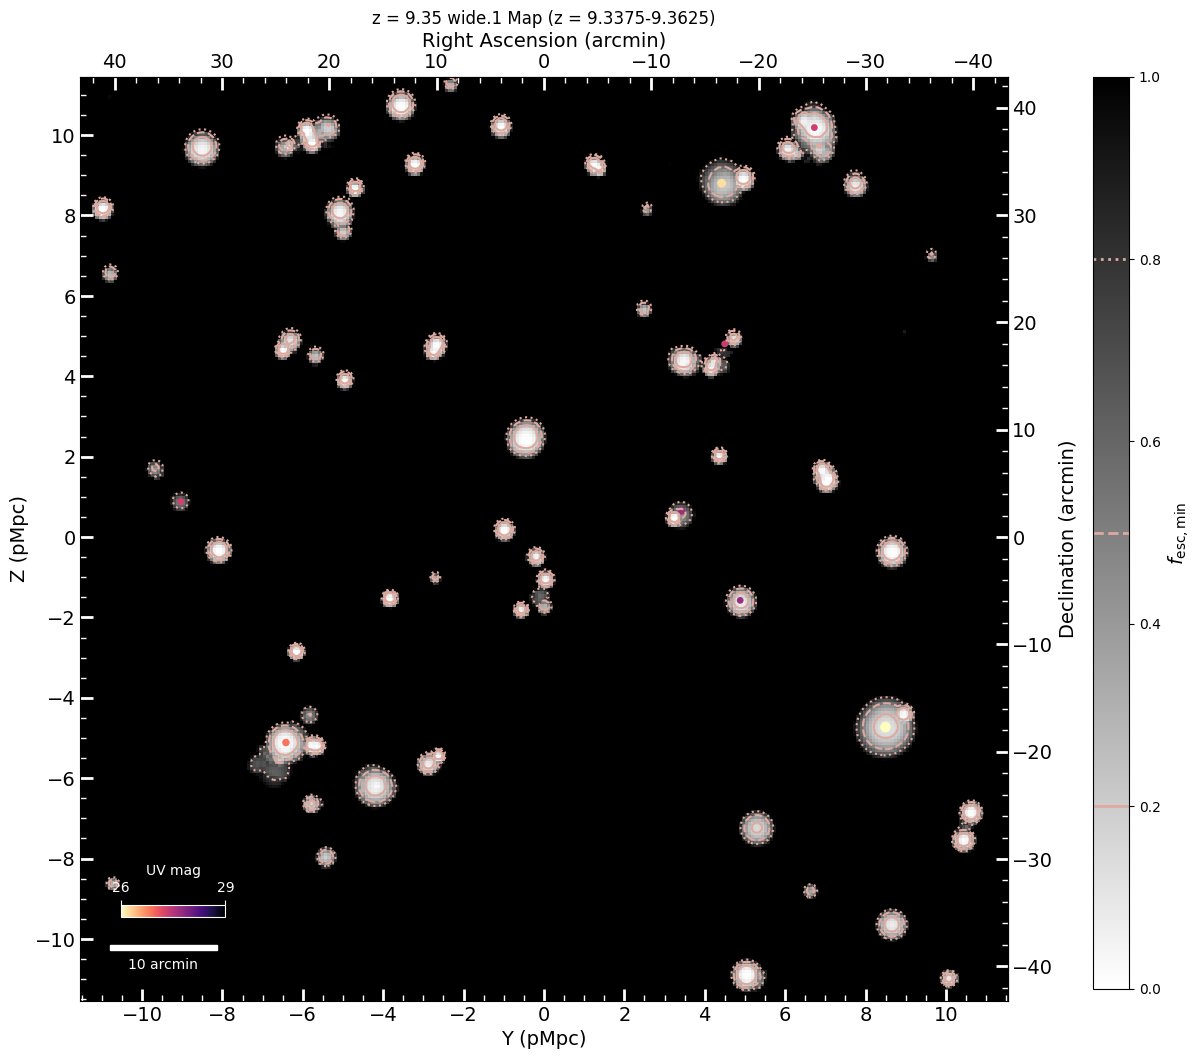 z = 9.35 wide.1 Map (z = 9.3375-9.3625)
Right Ascension (arcmin)
40 30 20 10 0 −10 −20 −30 −40
10
8
6
4
2
0
−2
−4
−6
−8
−10
Z (pMpc)
−10 −8 −6 −4 −2 0 2 4 6 8 10
Y (pMpc)
40
30
20
10
0
−10
−20
−30
−40
Declination (arcmin)
UV mag
26 29
10 arcmin
1.0
0.8
0.6
0.4
0.2
0.0
f_esc,min